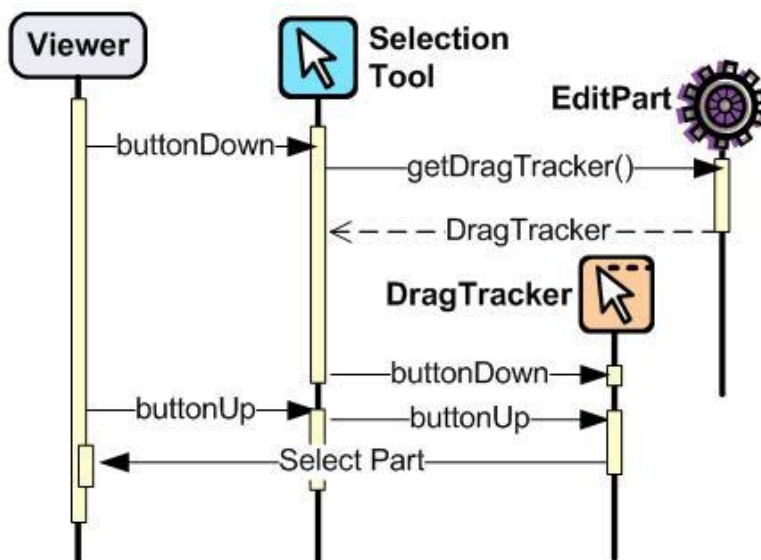 Viewer
Selection
Tool
EditPart
buttonDown
getDragTracker()
DragTracker
DragTracker
buttonDown
buttonUp
buttonUp
Select Part